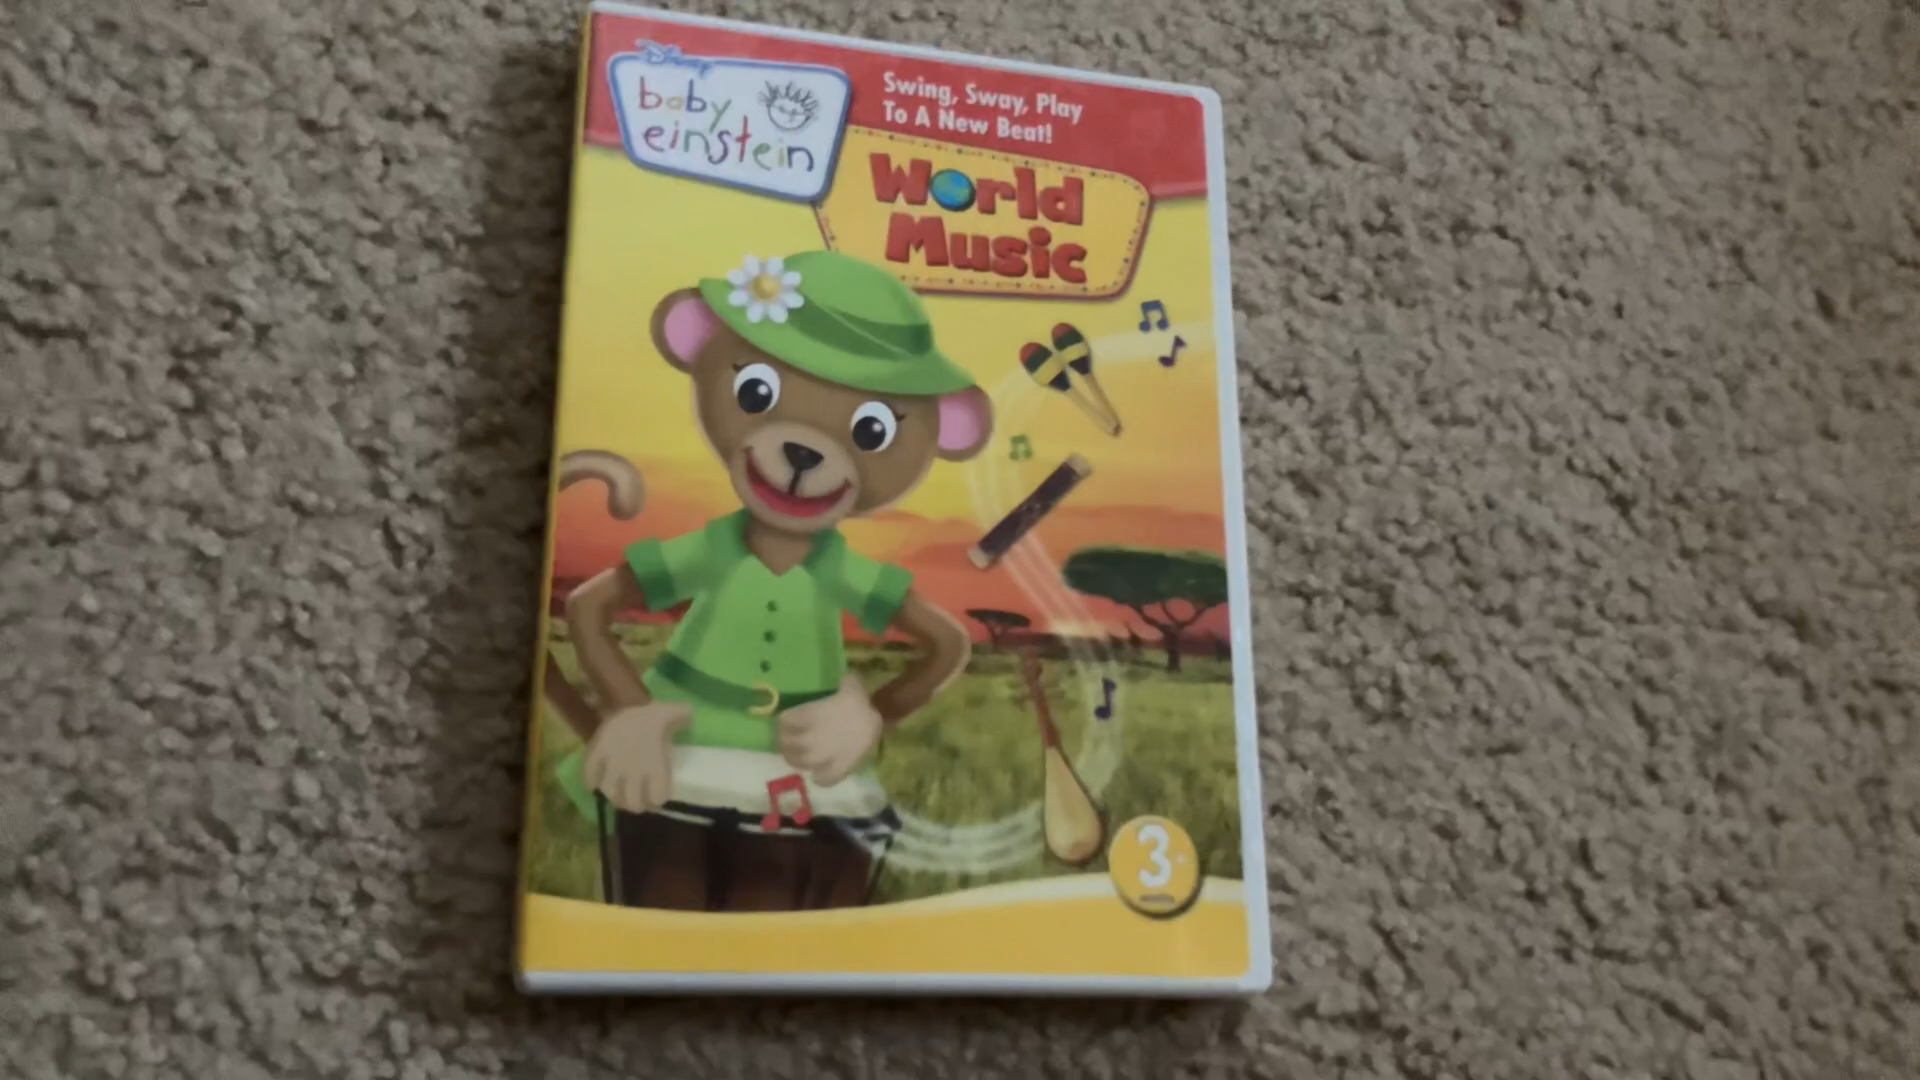 Disney
baby
einstein
Swing, Sway, Play
To A New Beat!
World
Music
3+